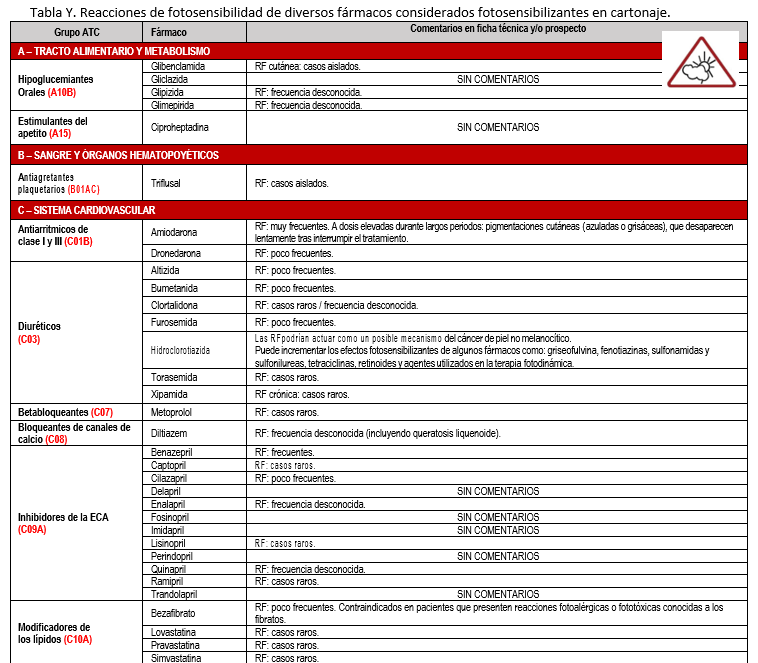 Tabla Y. Reacciones de fotosensibilidad de diversos fármacos considerados fotosensibilizantes en cartonaje.
Grupo ATC Fármaco Comentarios en ficha técnica y/o prospecto
A – TRACTO ALIMENTARIO Y METABOLISMO
Hipoglucemiantes
Orales (A10B)
Glibenclamida RF cutánea: casos aislados.
Gliclazida SIN COMENTARIOS
Glipizida RF: frecuencia desconocida.
Glimepirida RF: frecuencia desconocida.
Estimulantes del
apetito (A15)
Ciproheptadina SIN COMENTARIOS
B – SANGRE Y ÓRGANOS HEMATOPOYÉTICOS
Antiagretantes
plaquetarios (B01AC)
Triflusal RF: casos aislados.
C – SISTEMA CARDIOVASCULAR
Antiarritmicos de
clase I y III (C01B)
Amiodarona RF: muy frecuentes. A dosis elevadas durante largos periodos: pigmentaciones cutáneas (azuladas o grisáceas), que desaparecen
lentamente tras interrumpir el tratamiento.
Dronedarona RF: poco frecuentes.
Diuréticos
(C03)
Altizida RF: poco frecuentes.
Bumetanida RF: poco frecuentes.
Clortalidona RF: casos raros / frecuencia desconocida.
Furosemida RF: poco frecuentes.
Hidroclorotiazida Las RF podrían actuar como un posible mecanismo del cáncer de piel no melanocítico.
Puede incrementar los efectos fotosensibilizantes de algunos fármacos como: griseofulvina, fenotiazinas, sulfonamidas y
sulfonilureas, tetraciclinas, retinoides y agentes utilizados en la terapia fotodinámica.
Torasemida RF: casos raros.
Xipamida RF crónica: casos raros.
Betabloqueantes (C07) Metoprolol RF: casos raros.
Bloqueantes de canales de
calcio (C08)
Diltiazem RF: frecuencia desconocida (incluyendo queratosis liquenoide).
Inhibidores de la ECA
(C09A)
Benazepril RF: frecuentes.
Captopril RF: casos raros.
Cilazapril RF: poco frecuentes.
Delapril SIN COMENTARIOS
Enalapril RF: frecuencia desconocida.
Fosinopril SIN COMENTARIOS
Imidapril SIN COMENTARIOS
Lisinopril RF: casos raros.
Perindopril SIN COMENTARIOS
Quinapril RF: frecuencia desconocida.
Ramipril RF: casos raros.
Trandolapril SIN COMENTARIOS
Modificadores de
los lípidos (C10A)
Bezafibrato RF: poco frecuentes. Contraindicados en pacientes que presenten reacciones fotoalérgicas o fototóxicas conocidas a los
fibratos.
Lovastatina RF: casos raros.
Pravastatina RF: casos raros.
Simvastatina RF: casos raros.